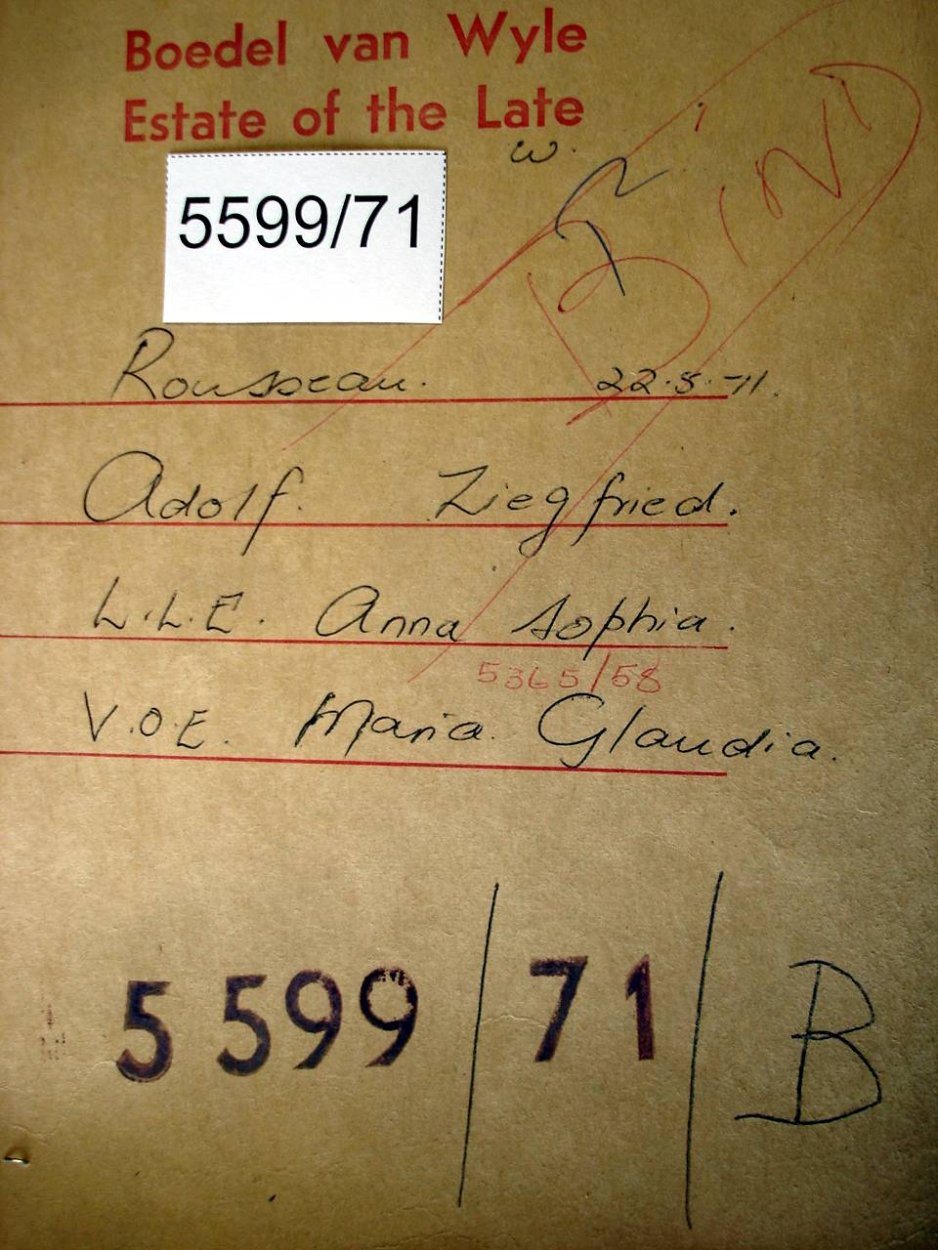 Boedel van Wyle
Estate of the Late
w.
5599/71
Rousseau. 22.5.71.
Adolf Ziegfried.
L.L.E. Anna Sophia.
5365/58
V.O.E. Maria Glaudia.
5599/71/B